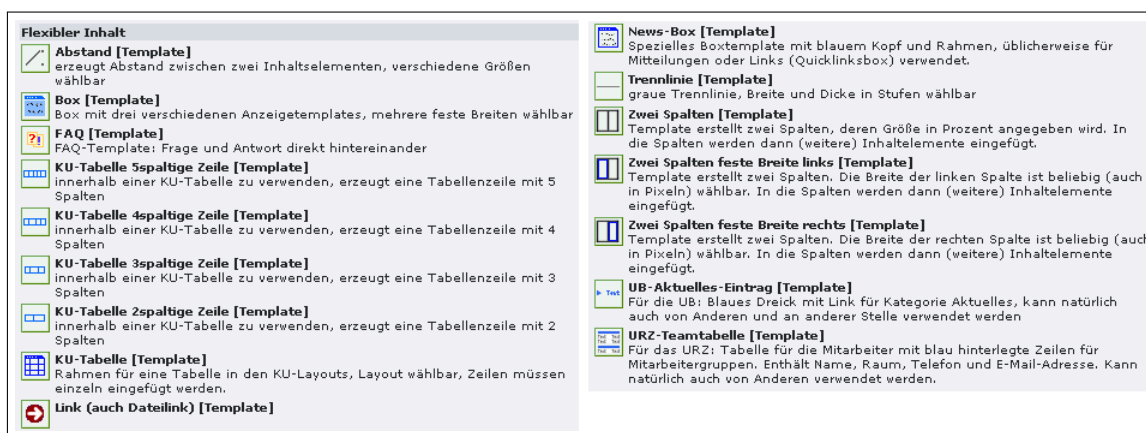 Flexibler Inhalt
Abstand [Template]
erzeugt Abstand zwischen zwei Inhaltselementen, verschiedene Größen
wählbar
Box [Template]
Box mit drei verschiedenen Anzeigetemplates, mehrere feste Breiten wählbar
FAQ [Template]
FAQ-Template: Frage und Antwort direkt hintereinander
KU-Tabelle 5spaltige Zeile [Template]
innerhalb einer KU-Tabelle zu verwenden, erzeugt eine Tabellenzeile mit 5
Spalten
KU-Tabelle 4spaltige Zeile [Template]
innerhalb einer KU-Tabelle zu verwenden, erzeugt eine Tabellenzeile mit 4
Spalten
KU-Tabelle 3spaltige Zeile [Template]
innerhalb einer KU-Tabelle zu verwenden, erzeugt eine Tabellenzeile mit 3
Spalten
KU-Tabelle 2spaltige Zeile [Template]
innerhalb einer KU-Tabelle zu verwenden, erzeugt eine Tabellenzeile mit 2
Spalten
KU-Tabelle [Template]
Rahmen für eine Tabelle in den KU-Layouts, Layout wählbar, Zeilen müssen
einzeln eingefügt werden.
Link (auch Dateilink) [Template]
News-Box [Template]
Spezielles Boxtemplate mit blauem Kopf und Rahmen, üblicherweise für
Mitteilungen oder Links (Quicklinksbox) verwendet.
Trennlinie [Template]
graue Trennlinie, Breite und Dicke in Stufen wählbar
Zwei Spalten [Template]
Template erstellt zwei Spalten, deren Größe in Prozent angegeben wird. In
die Spalten werden dann (weitere) Inhaltelemente eingefügt.
Zwei Spalten feste Breite links [Template]
Template erstellt zwei Spalten. Die Breite der linken Spalte ist beliebig (auch
in Pixeln) wählbar. In die Spalten werden dann (weitere) Inhaltelemente
eingefügt.
Zwei Spalten feste Breite rechts [Template]
Template erstellt zwei Spalten. Die Breite der rechten Spalte ist beliebig (auch
in Pixeln) wählbar. In die Spalten werden dann (weitere) Inhaltelemente
eingefügt.
Text
UB-Aktuelles-Eintrag [Template]
Für die UB: Blaues Dreick mit Link für Kategorie Aktuelles, kann natürlich
auch von Anderen und an anderer Stelle verwendet werden
URZ-Teamtabelle [Template]
Für das URZ: Tabelle für die Mitarbeiter mit blau hinterlegte Zeilen für
Mitarbeitergruppen. Enthält Name, Raum, Telefon und E-Mail-Adresse. Kann
natürlich auch von Anderen verwendet werden.